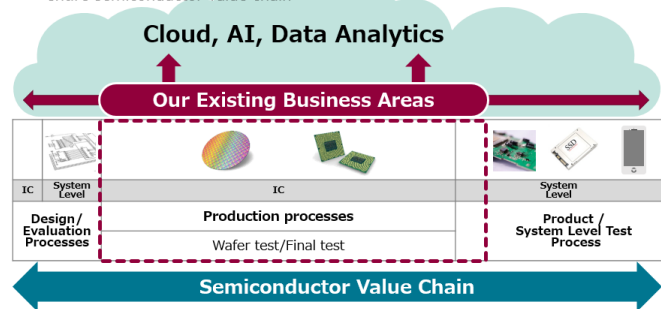 Cloud, AI, Data Analytics
Our Existing Business Areas
SSD
IC
System
Level
IC
System
Level
Design/
Evaluation
Processes
Production processes
Wafer test/Final test
Product /
System Level Test
Process
Semiconductor Value Chain